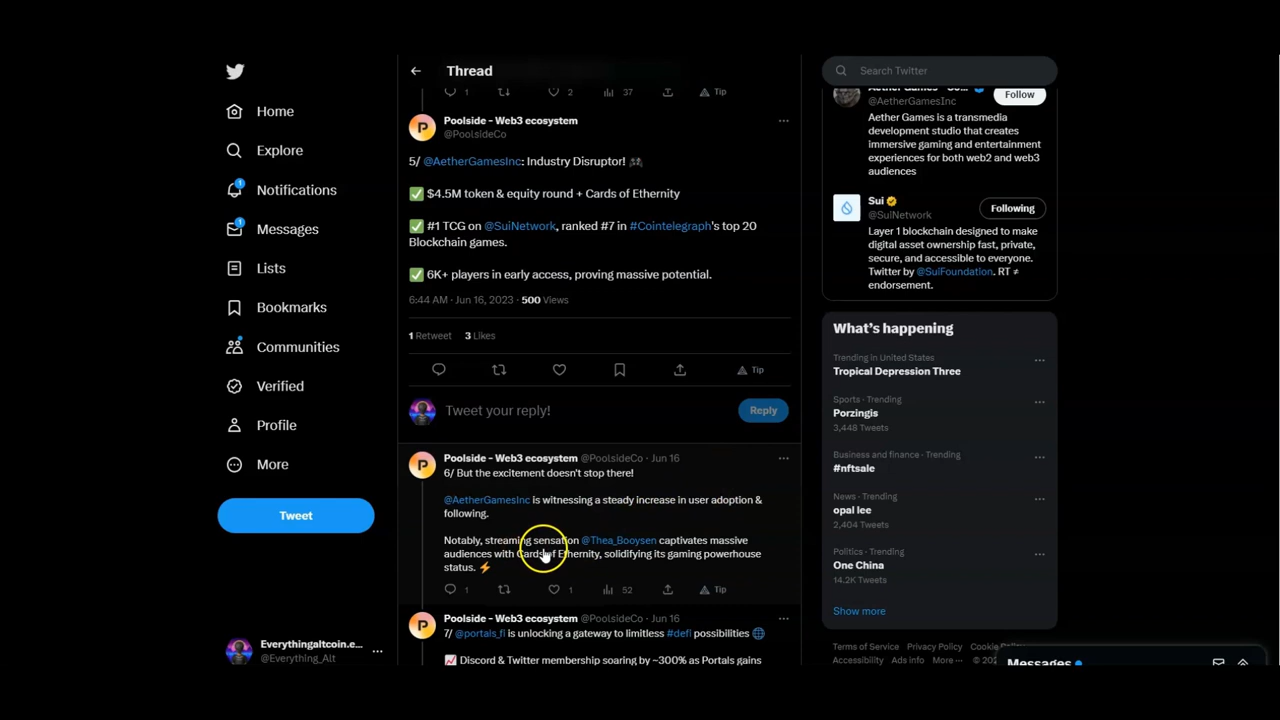 Home
Explore
1
Notifications
1
Messages
Lists
Bookmarks
Communities
Verified
Profile
More
Tweet
Everythingaltcoin.e...
@Everything_Alt
Thread
1
2
37
Tip
Poolside - Web3 ecosystem
@PoolsideCo
5/ @AetherGamesInc: Industry Disruptor! 🎮
✅ $4.5M token & equity round + Cards of Ethernity
✅ #1 TCG on @SuiNetwork, ranked #7 in #Cointelegraph's top 20
Blockchain games.
✅ 6K+ players in early access, proving massive potential.
6:44 AM · Jun 16, 2023 · 500 Views
1 Retweet 3 Likes
Tip
Tweet your reply!
Reply
Poolside - Web3 ecosystem @PoolsideCo · Jun 16
6/ But the excitement doesn't stop there!
@AetherGamesInc is witnessing a steady increase in user adoption &
following.
Notably, streaming sensation @Thea_Booysen captivates massive
audiences with Cards of Ethernity, solidifying its gaming powerhouse
status. ⚡
1
1
52
Tip
Poolside - Web3 ecosystem @PoolsideCo · Jun 16
7/ @portals_fi is unlocking a gateway to limitless #defi possibilities 🌐
📈 Discord & Twitter membership soaring by ~300% as Portals gains
Search Twitter
Aether Games - Co...
@AetherGamesInc
Follow
Aether Games is a transmedia
development studio that creates
immersive gaming and entertainment
experiences for both web2 and web3
audiences
Sui
@SuiNetwork
Following
Layer 1 blockchain designed to make
digital asset ownership fast, private,
secure, and accessible to everyone.
Twitter by @SuiFoundation. RT ≠
endorsement.
What's happening
Trending in United States
Tropical Depression Three
Sports · Trending
Porzingis
3,448 Tweets
Business and finance · Trending
#nftsale
News · Trending
opal lee
2,404 Tweets
Politics · Trending
One China
14.2K Tweets
Show more
Terms of Service Privacy Policy Cookie
Accessibility Ads info More ··· © 202
Messages